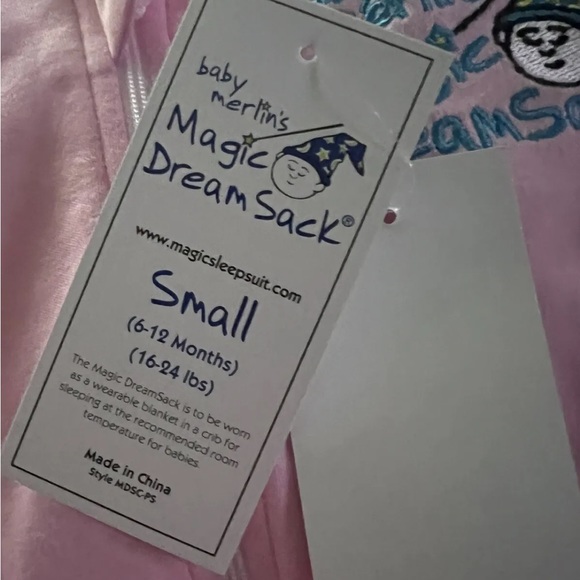 baby
merlin's
Magic
DreamSack®
www.magicsleepsuit.com
Small
(6-12 Months)
(16-24 lbs)
The Magic DreamSack is to be worn
as a wearable blanket in a crib for
sleeping at the recommended room
temperature for babies.
Made in China
Style MDSC-PS